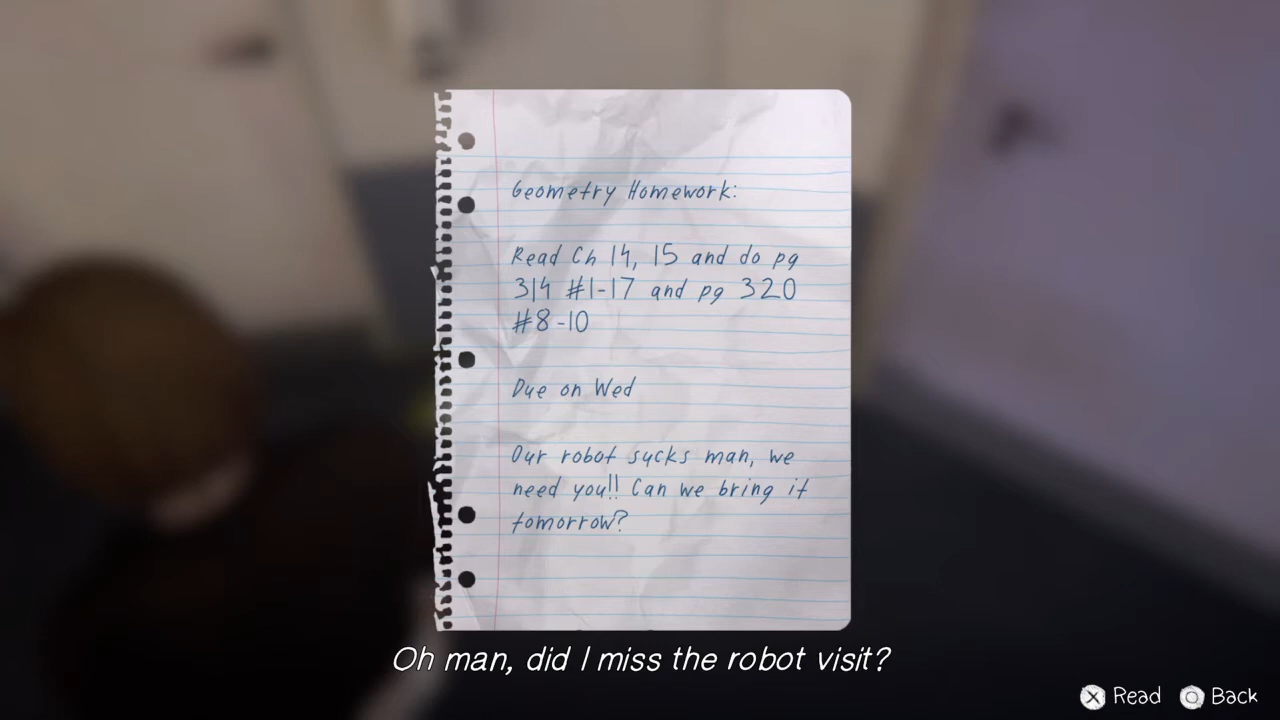 Geometry Homework:
Read Ch 14, 15 and do pg
314 #1-17 and pg 320
#8-10
Due on Wed
Our robot sucks man, we
need you!! Can we bring it
tomorrow?
Oh man, did I miss the robot visit?
Read
Back